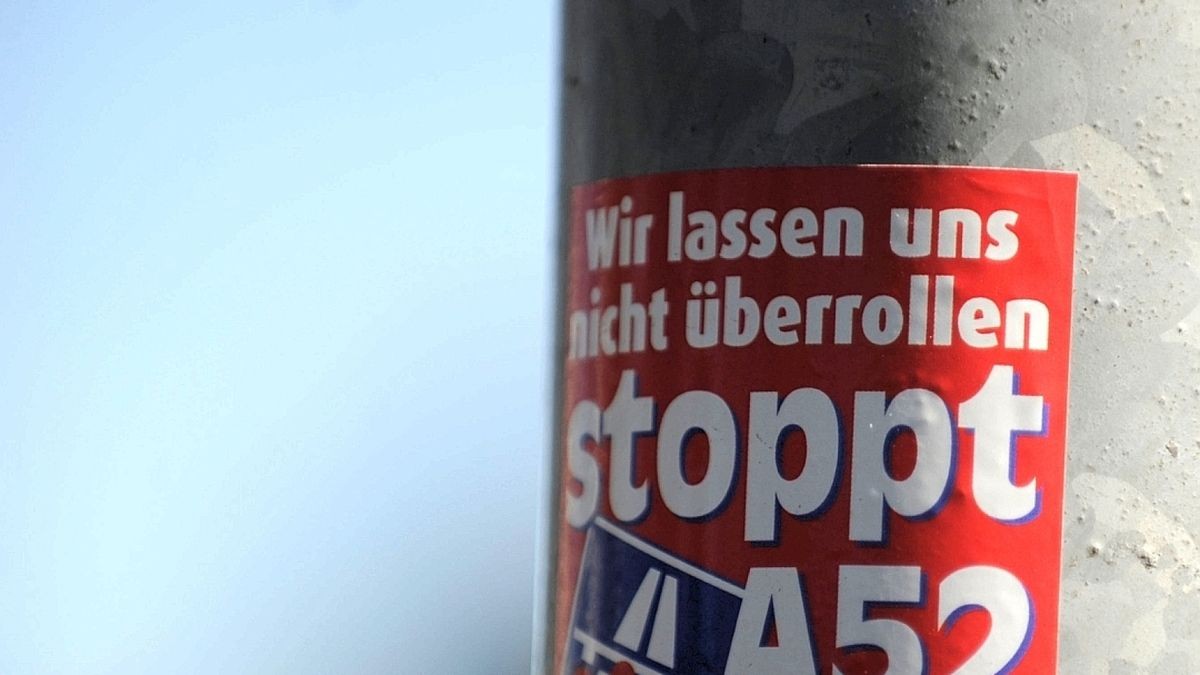 Wir lassen uns
nicht überrollen
stoppt
A52